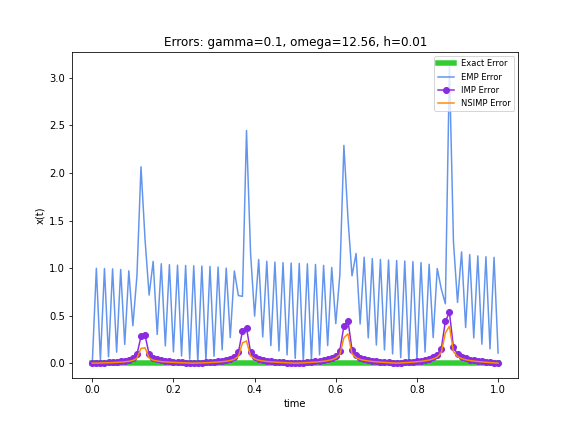 Errors: gamma=0.1, omega=12.56, h=0.01
Exact Error
EMP Error
IMP Error
NSIMP Error
x(t)
3.0
2.5
2.0
1.5
1.0
0.5
0.0
0.0 0.2 0.4 0.6 0.8 1.0
time